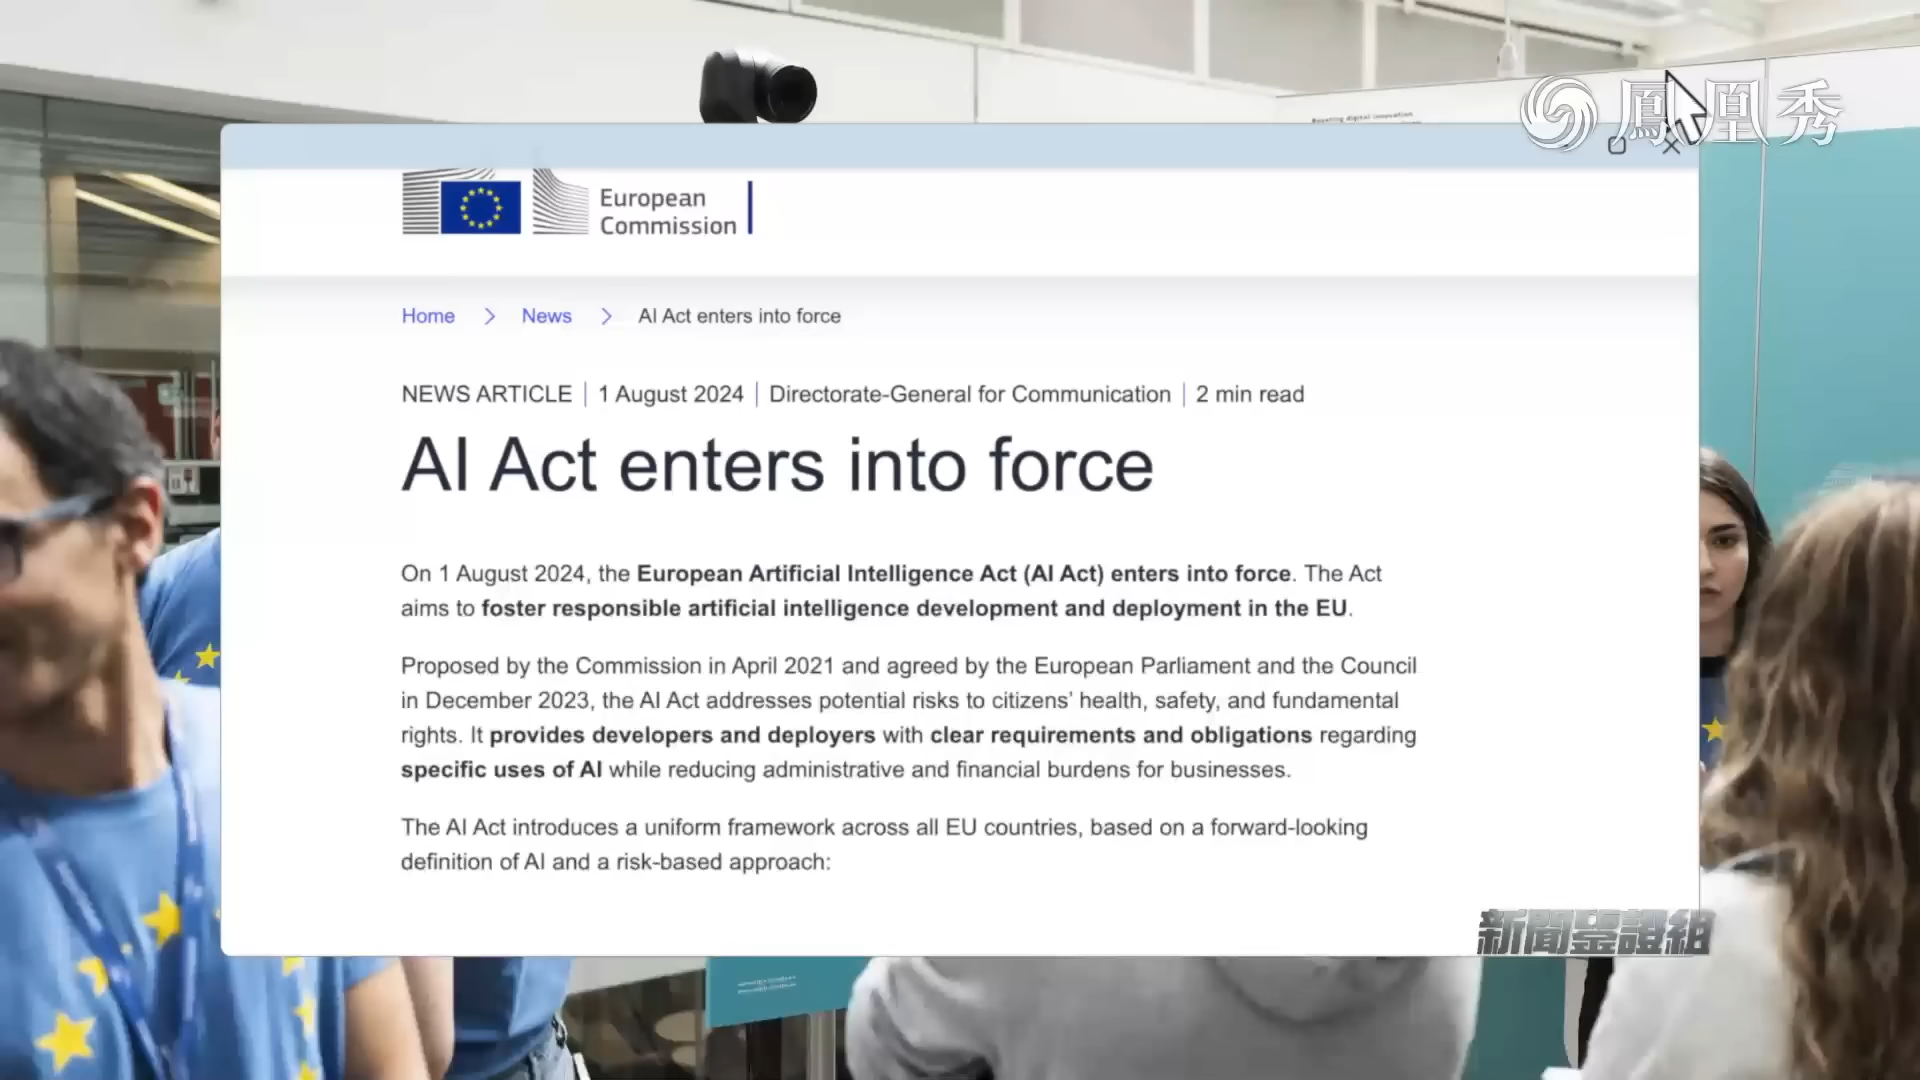 鳳凰秀
European
Commission
Home > News > AI Act enters into force
NEWS ARTICLE | 1 August 2024 | Directorate-General for Communication | 2 min read
AI Act enters into force
On 1 August 2024, the European Artificial Intelligence Act (AI Act) enters into force. The Act
aims to foster responsible artificial intelligence development and deployment in the EU.
Proposed by the Commission in April 2021 and agreed by the European Parliament and the Council
in December 2023, the AI Act addresses potential risks to citizens’ health, safety, and fundamental
rights. It provides developers and deployers with clear requirements and obligations regarding
specific uses of AI while reducing administrative and financial burdens for businesses.
The AI Act introduces a uniform framework across all EU countries, based on a forward-looking
definition of AI and a risk-based approach:
新聞鑒證組